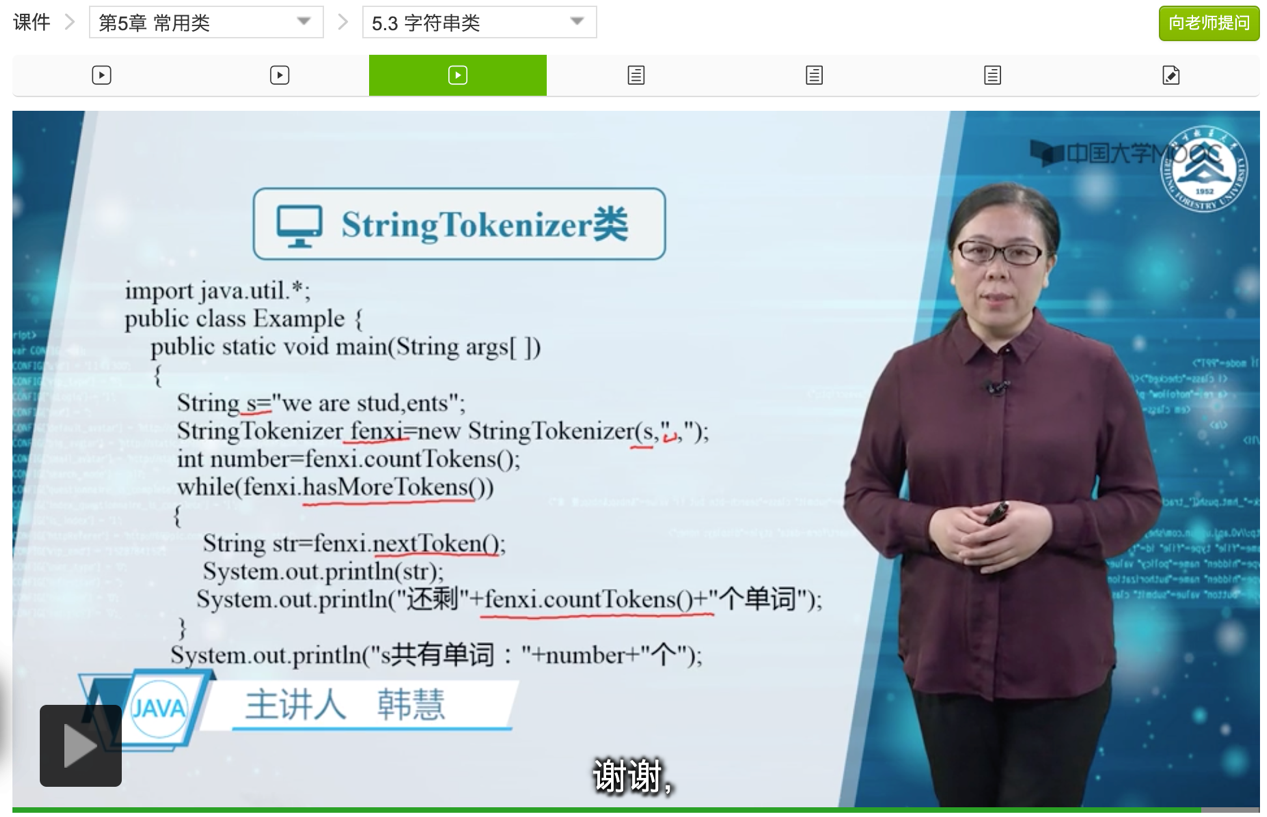 课件
第5章 常用类
5.3 字符串类
向老师提问
中国大学MOOC
1952
StringTokenizer类
import java.util.*;
public class Example {
public static void main(String args[ ])
{
String s="we are stud,ents";
StringTokenizer fenxi=new StringTokenizer(s," ,");
int number=fenxi.countTokens();
while(fenxi.hasMoreTokens())
{
String str=fenxi.nextToken();
System.out.println(str);
System.out.println("还剩"+fenxi.countTokens()+"个单词");
}
System.out.println("s共有单词："+number+"个");
JAVA
主讲人 韩慧
谢谢,